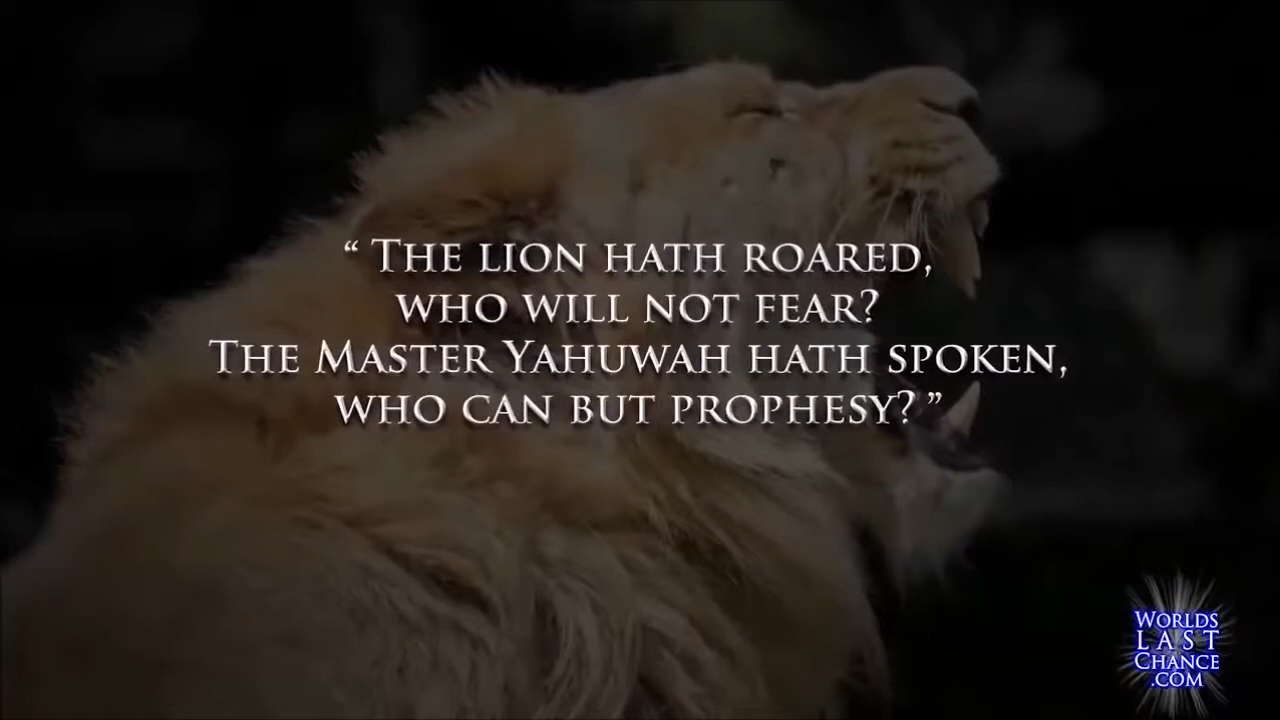 “ The lion hath roared,
who will not fear?
The Master Yahuwah hath spoken,
who can but prophesy? ”
Worlds
Last
Chance
.com